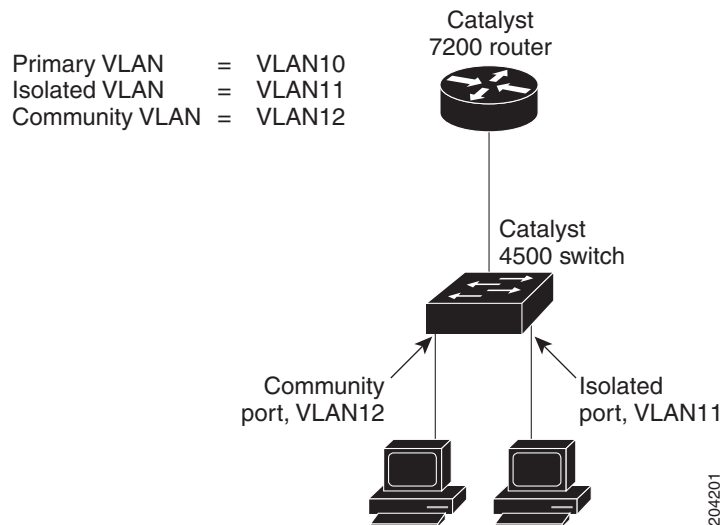 Catalyst
7200 router
Primary VLAN = VLAN10
Isolated VLAN = VLAN11
Community VLAN = VLAN12
Catalyst
4500 switch
Community
port, VLAN12
Isolated
port, VLAN11
204201